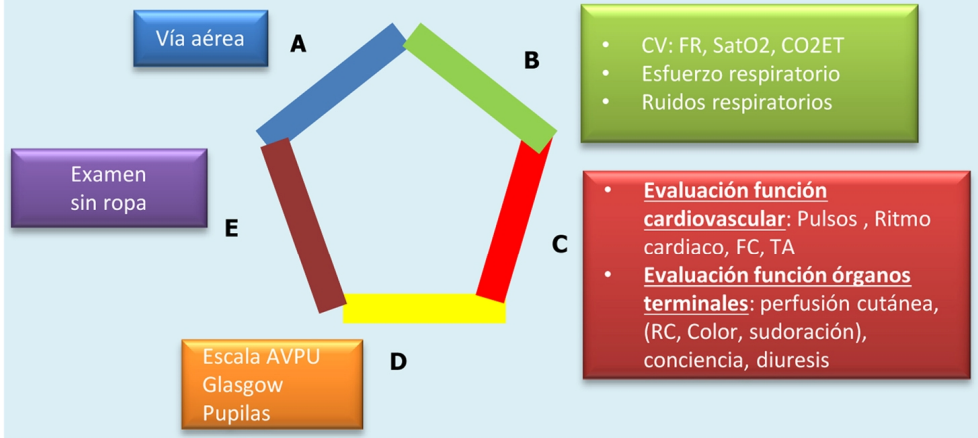 Vía aérea
A
B
• CV: FR, SatO2, CO2ET
• Esfuerzo respiratorio
• Ruidos respiratorios
Examen
sin ropa
E
C
• Evaluación función
cardiovascular: Pulsos , Ritmo
cardiaco, FC, TA
• Evaluación función órganos
terminales: perfusión cutánea,
(RC, Color, sudoración),
conciencia, diuresis
Escala AVPU
Glasgow
Pupilas
D